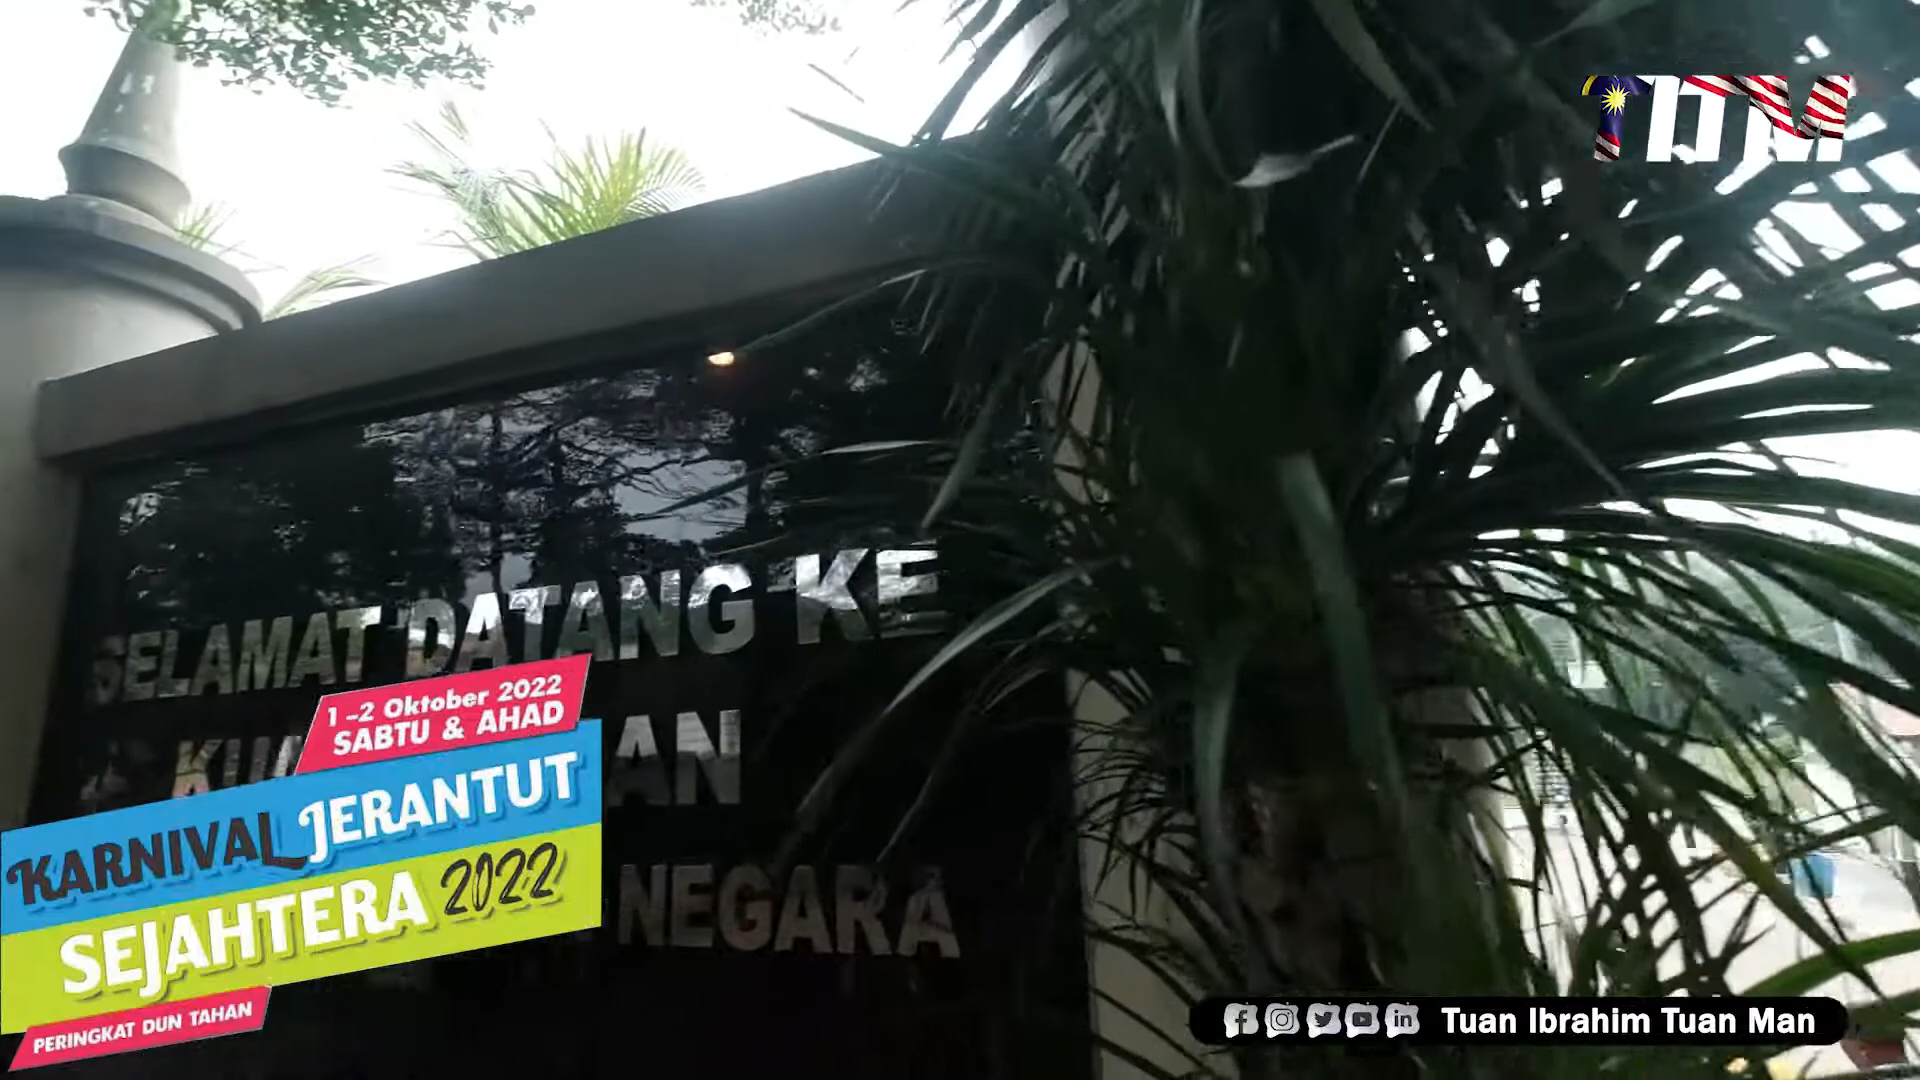 TITM
SELAMAT DATANG KE
AN
NEGARA
1-2 Oktober 2022
SABTU & AHAD
KARNIVAL JERANTUT
SEJAHTERA 2022
PERINGKAT DUN TAHAN
Tuan Ibrahim Tuan Man